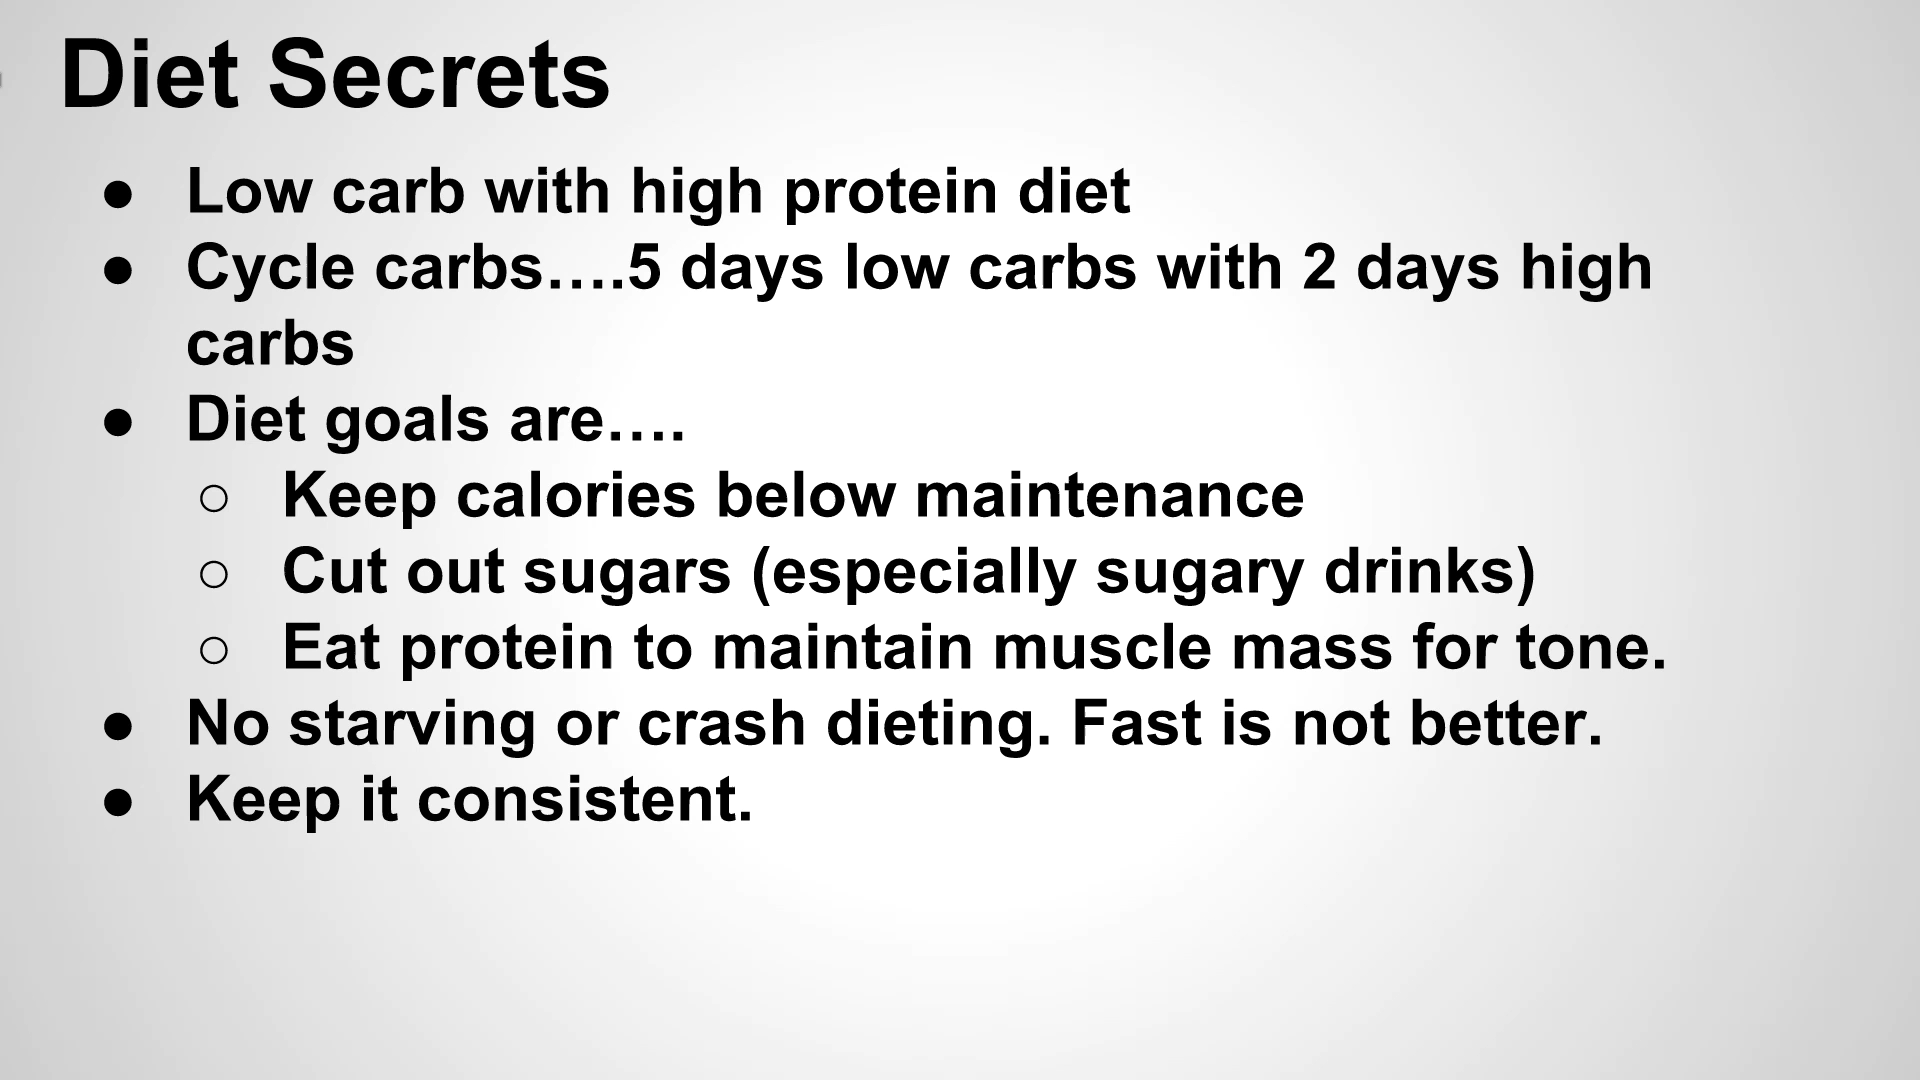 Diet Secrets
● Low carb with high protein diet
● Cycle carbs….5 days low carbs with 2 days high
carbs
● Diet goals are….
○ Keep calories below maintenance
○ Cut out sugars (especially sugary drinks)
○ Eat protein to maintain muscle mass for tone.
● No starving or crash dieting. Fast is not better.
● Keep it consistent.